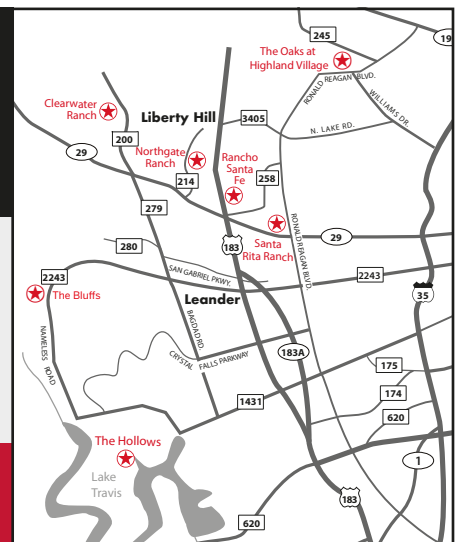 245
19
The Oaks at
Highland Village
RONALD REAGAN BLVD.
WILLIAMS DR.
Clearwater
Ranch
Liberty Hill
3405
N. LAKE RD.
200
29
Northgate
Ranch
Rancho
Santa
Fe
214
258
279
RONALD REAGAN BLVD.
280
183
Santa
Rita Ranch
29
2243
SAN GABRIEL PKWY.
2243
The Bluffs
Leander
35
NAMELESS ROAD
BAGDAD RD.
CRYSTAL FALLS PARKWAY
183A
175
174
1431
620
The Hollows
1
Lake
Travis
183
620